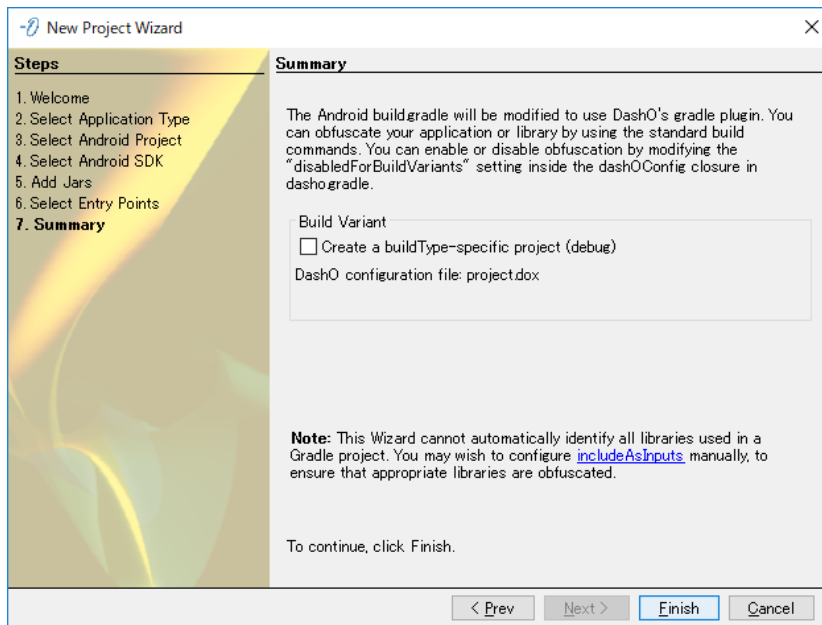 New Project Wizard
Steps
1. Welcome
2. Select Application Type
3. Select Android Project
4. Select Android SDK
5. Add Jars
6. Select Entry Points
7. Summary
Summary
The Android build.gradle will be modified to use DashO's gradle plugin. You
can obfuscate your application or library by using the standard build
commands. You can enable or disable obfuscation by modifying the
"disabledForBuildVariants" setting inside the dashOConfig closure in
dasho.gradle.
Build Variant
Create a buildType-specific project (debug)
DashO configuration file: project.dox
Note: This Wizard cannot automatically identify all libraries used in a
Gradle project. You may wish to configure includeAsInputs manually, to
ensure that appropriate libraries are obfuscated.
To continue, click Finish.
< Prev
Next >
Finish
Cancel